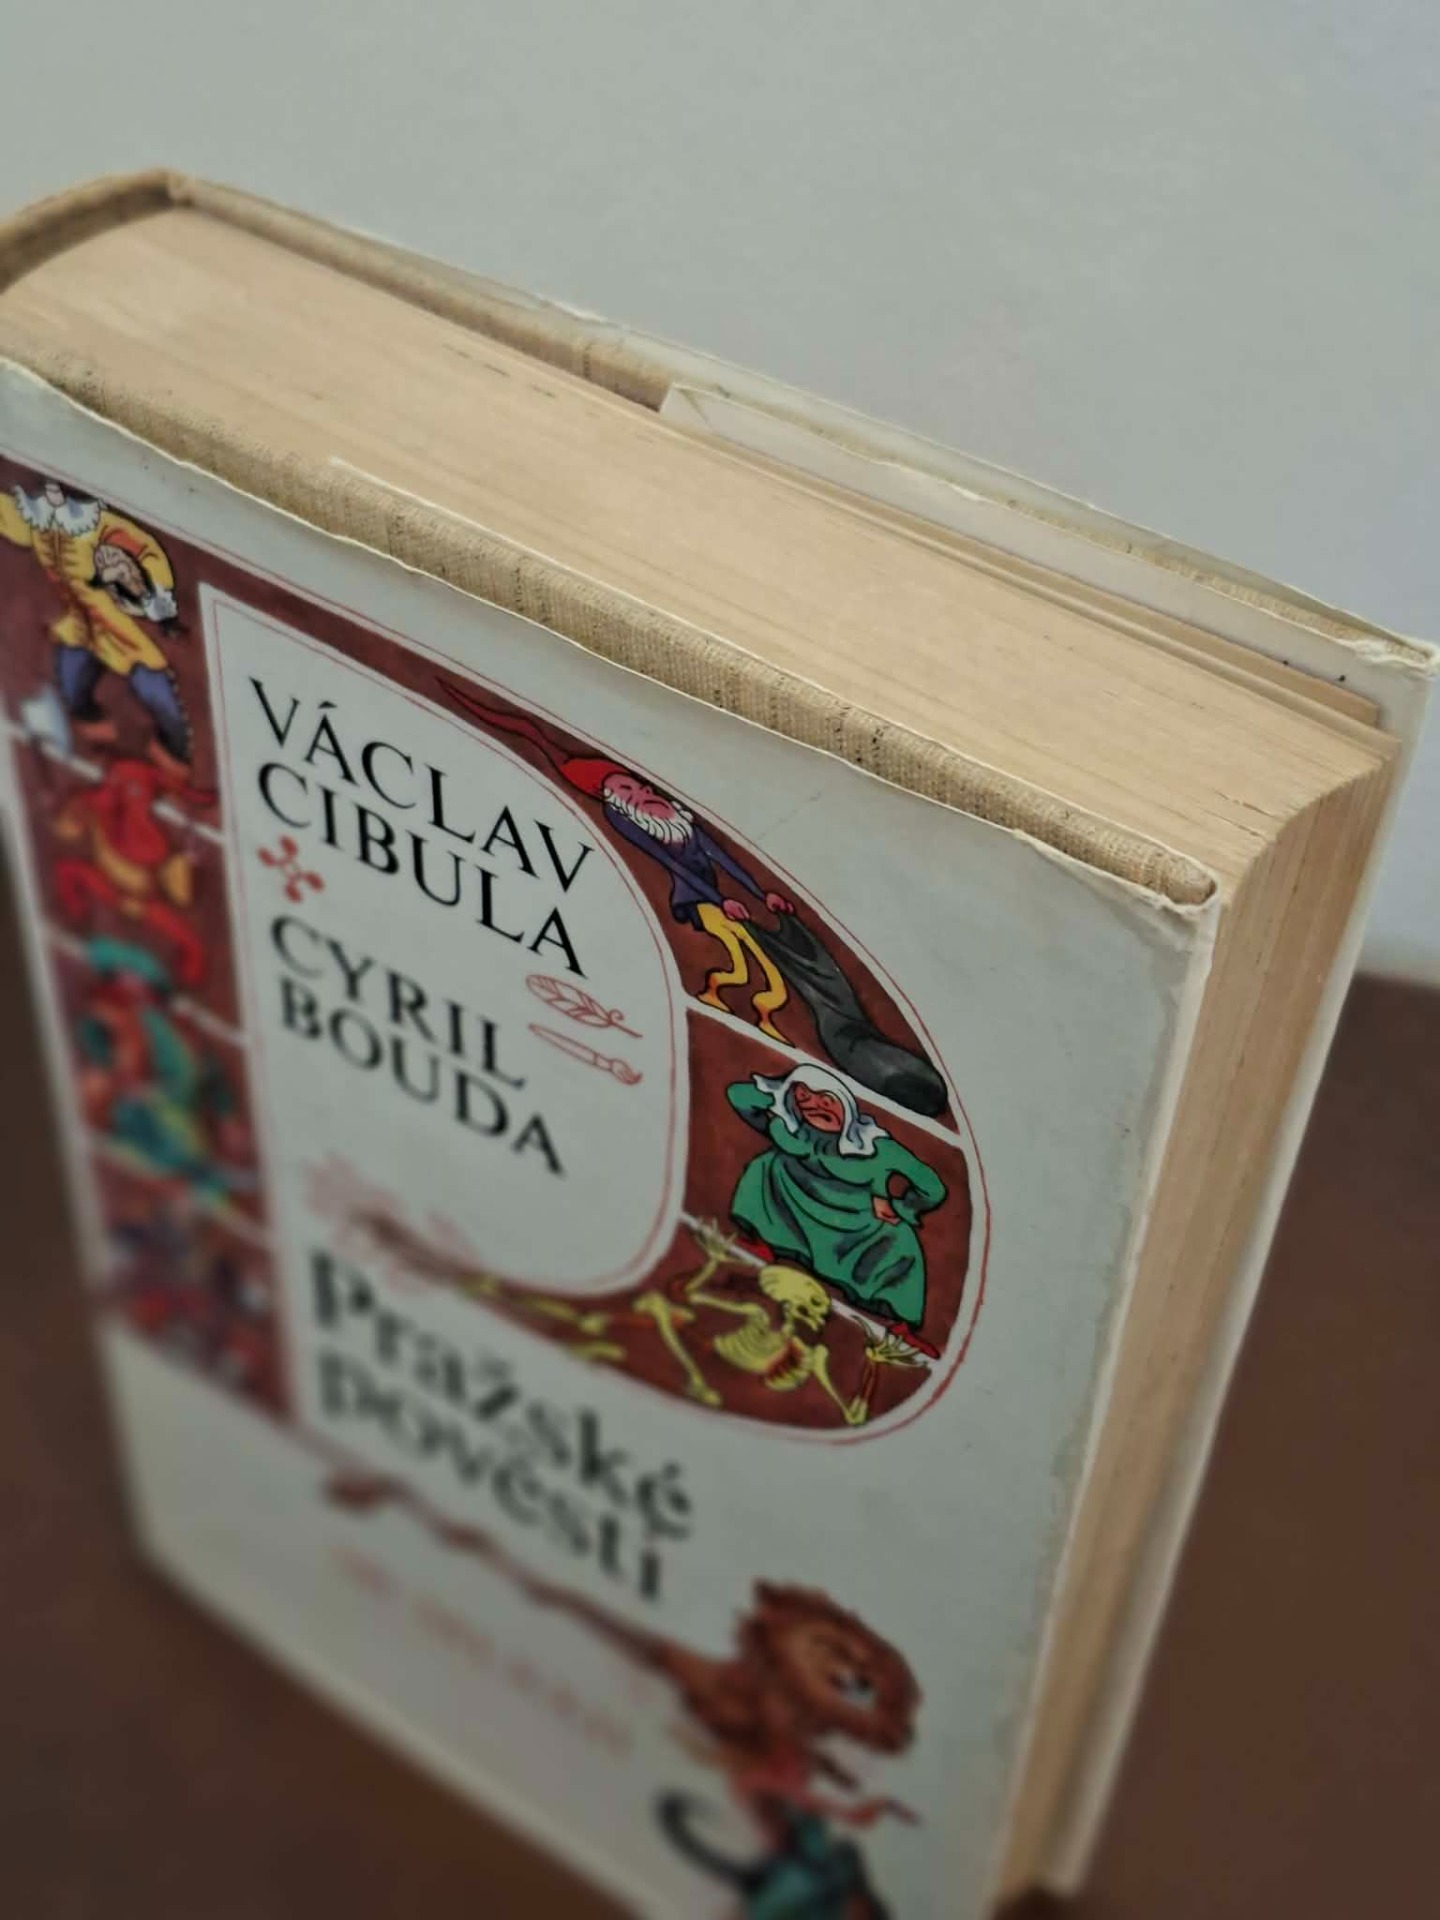 VÁCLAV
CIBULA
CYRIL
BOUDA
Pražské
pověsti